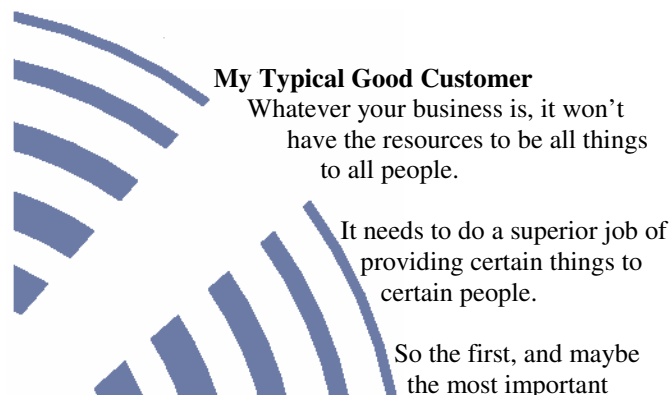 My Typical Good Customer
Whatever your business is, it won’t
have the resources to be all things
to all people.
It needs to do a superior job of
providing certain things to
certain people.
So the first, and maybe
the most important